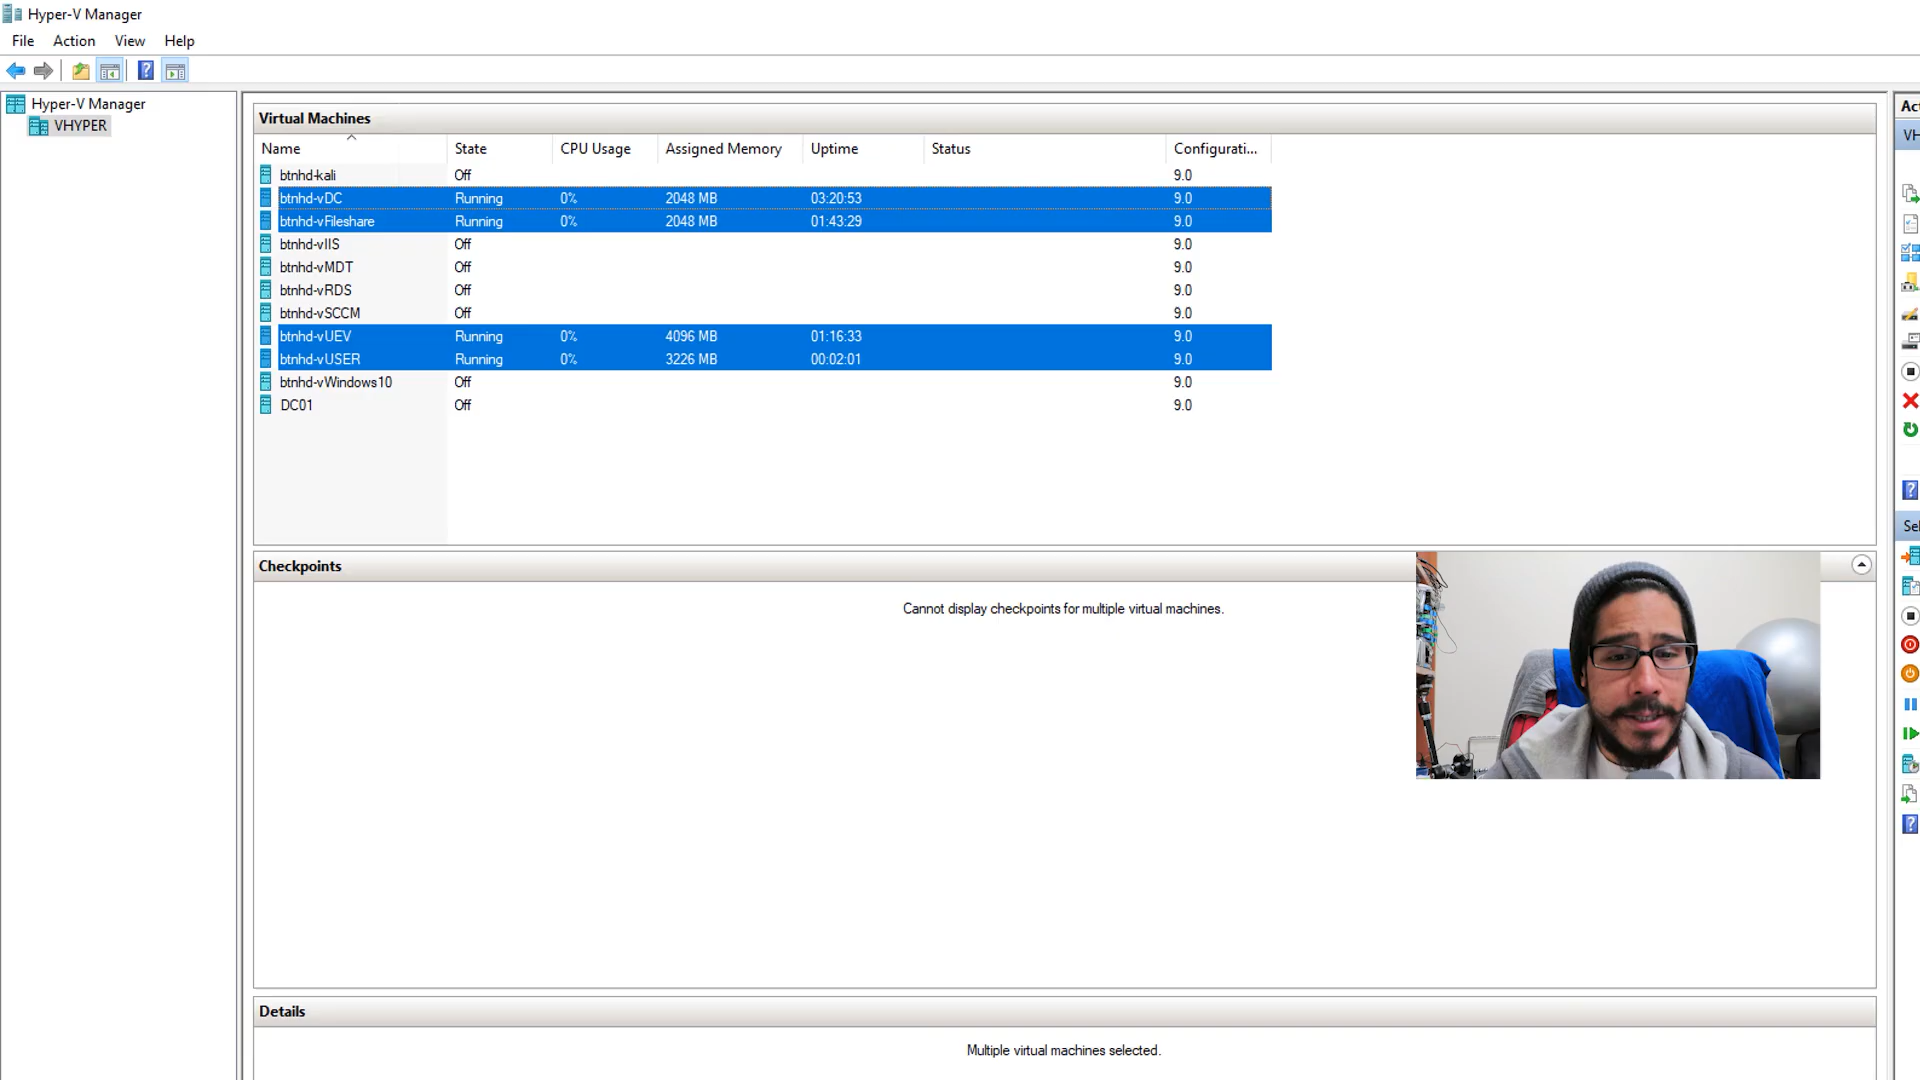 Hyper-V Manager
File Action View Help
Hyper-V Manager
VHYPER
Virtual Machines
Name State CPU Usage Assigned Memory Uptime Status Configurati...
btnhd-kali Off 9.0
btnhd-vDC Running 0% 2048 MB 03:20:53 9.0
btnhd-vFileshare Running 0% 2048 MB 01:43:29 9.0
btnhd-vIIS Off 9.0
btnhd-vMDT Off 9.0
btnhd-vRDS Off 9.0
btnhd-vSCCM Off 9.0
btnhd-vUEV Running 0% 4096 MB 01:16:33 9.0
btnhd-vUSER Running 0% 3226 MB 00:02:01 9.0
btnhd-vWindows10 Off 9.0
DC01 Off 9.0
Checkpoints
Cannot display checkpoints for multiple virtual machines.
Details
Multiple virtual machines selected.
Act
VH
Sel